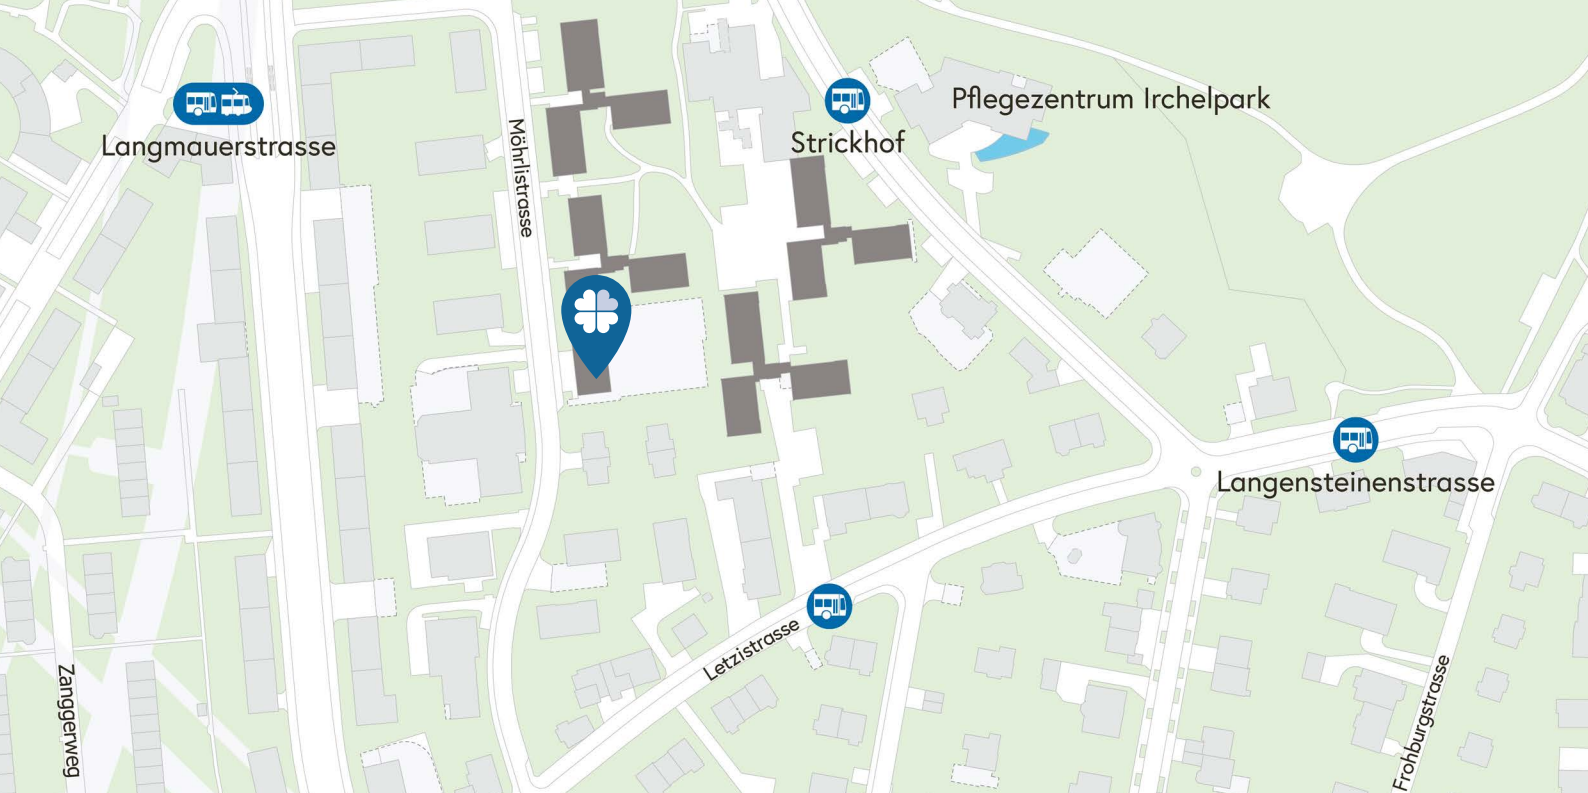 Pflegezentrum Irchelpark
Strickhof
Langmauerstrasse
Möhrlistrasse
Langensteinenstrasse
Letzistrasse
Zanggerweg
Frohburgstrasse